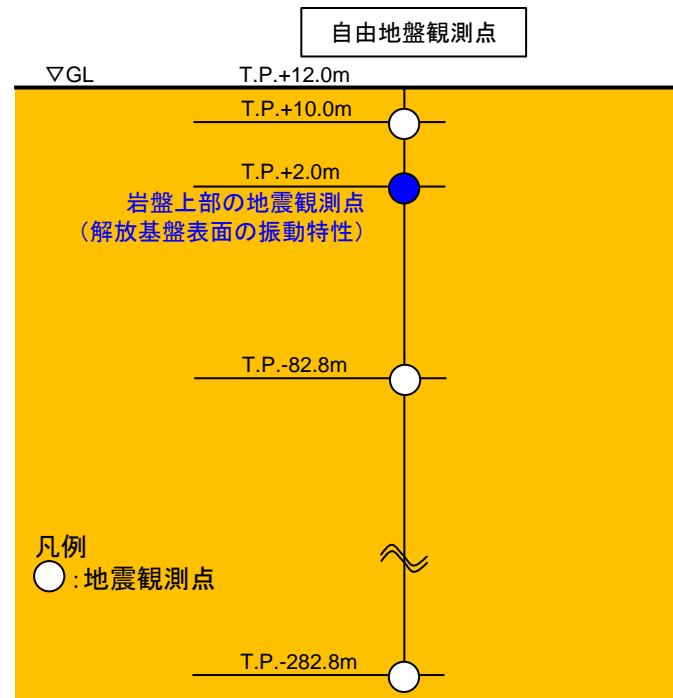 自由地盤観測点
▽GL
T.P.+12.0m
T.P.+10.0m
T.P.+2.0m
岩盤上部の地震観測点
(解放基盤表面の振動特性)
T.P.-82.8m
凡例
○:地震観測点
T.P.-282.8m